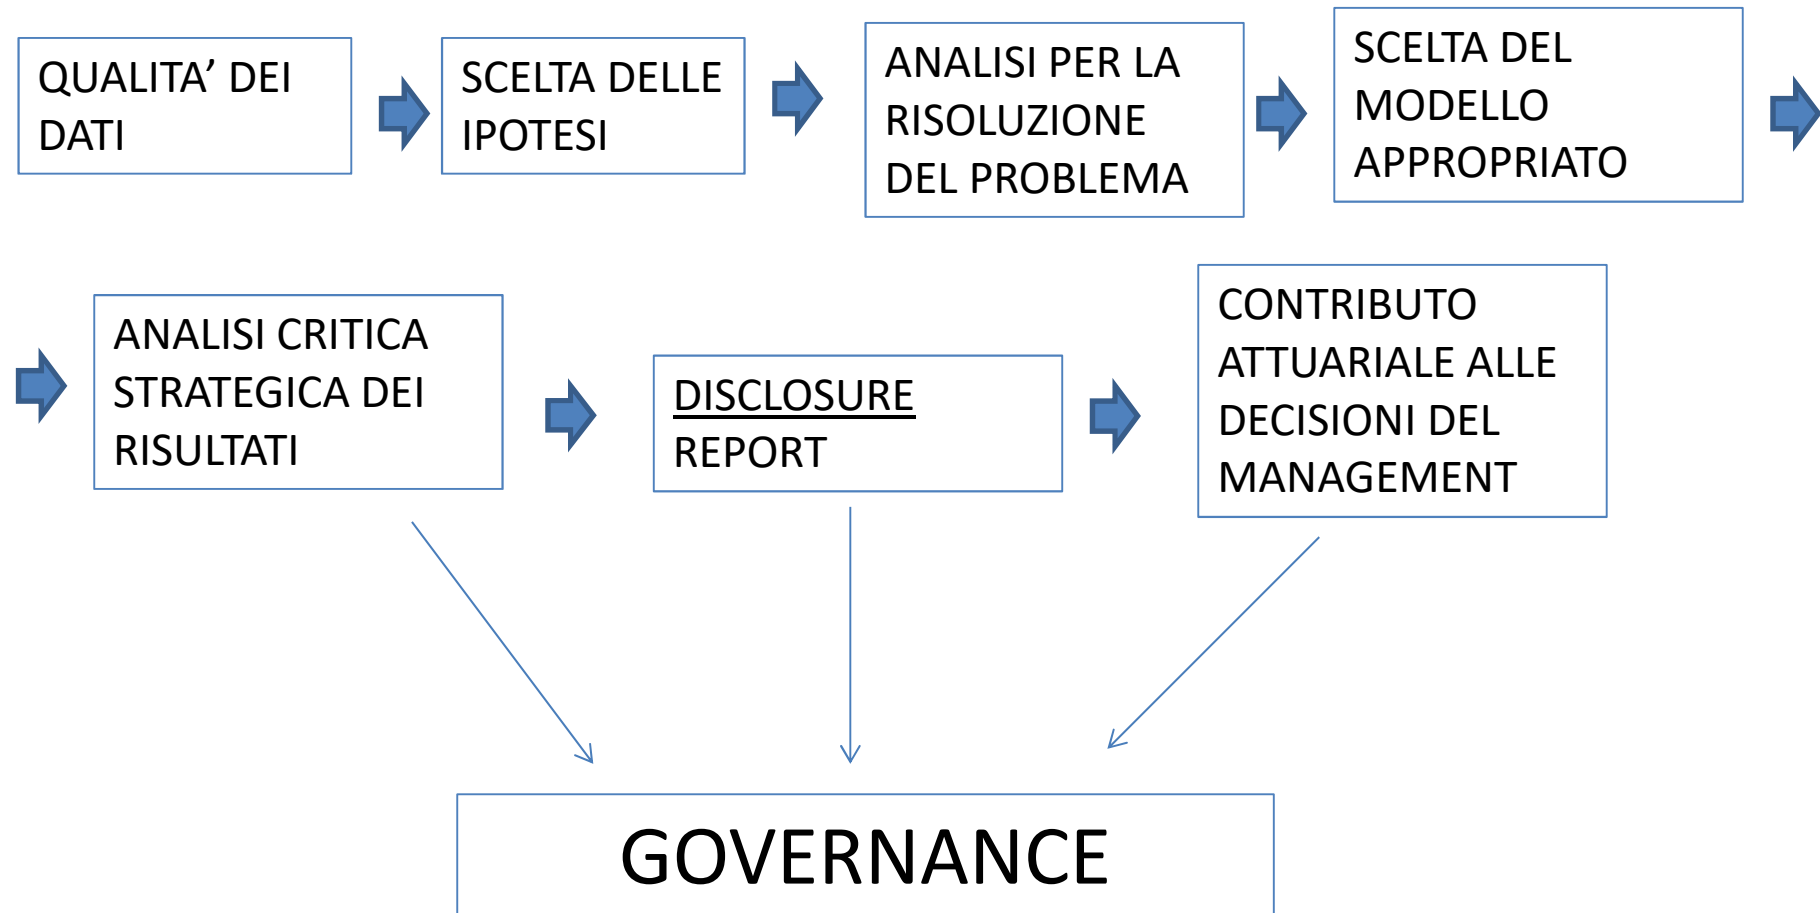 QUALITA’ DEI
DATI
SCELTA DELLE
IPOTESI
ANALISI PER LA
RISOLUZIONE
DEL PROBLEMA
SCELTA DEL
MODELLO
APPROPRIATO
ANALISI CRITICA
STRATEGICA DEI
RISULTATI
DISCLOSURE
REPORT
CONTRIBUTO
ATTUARIALE ALLE
DECISIONI DEL
MANAGEMENT
GOVERNANCE